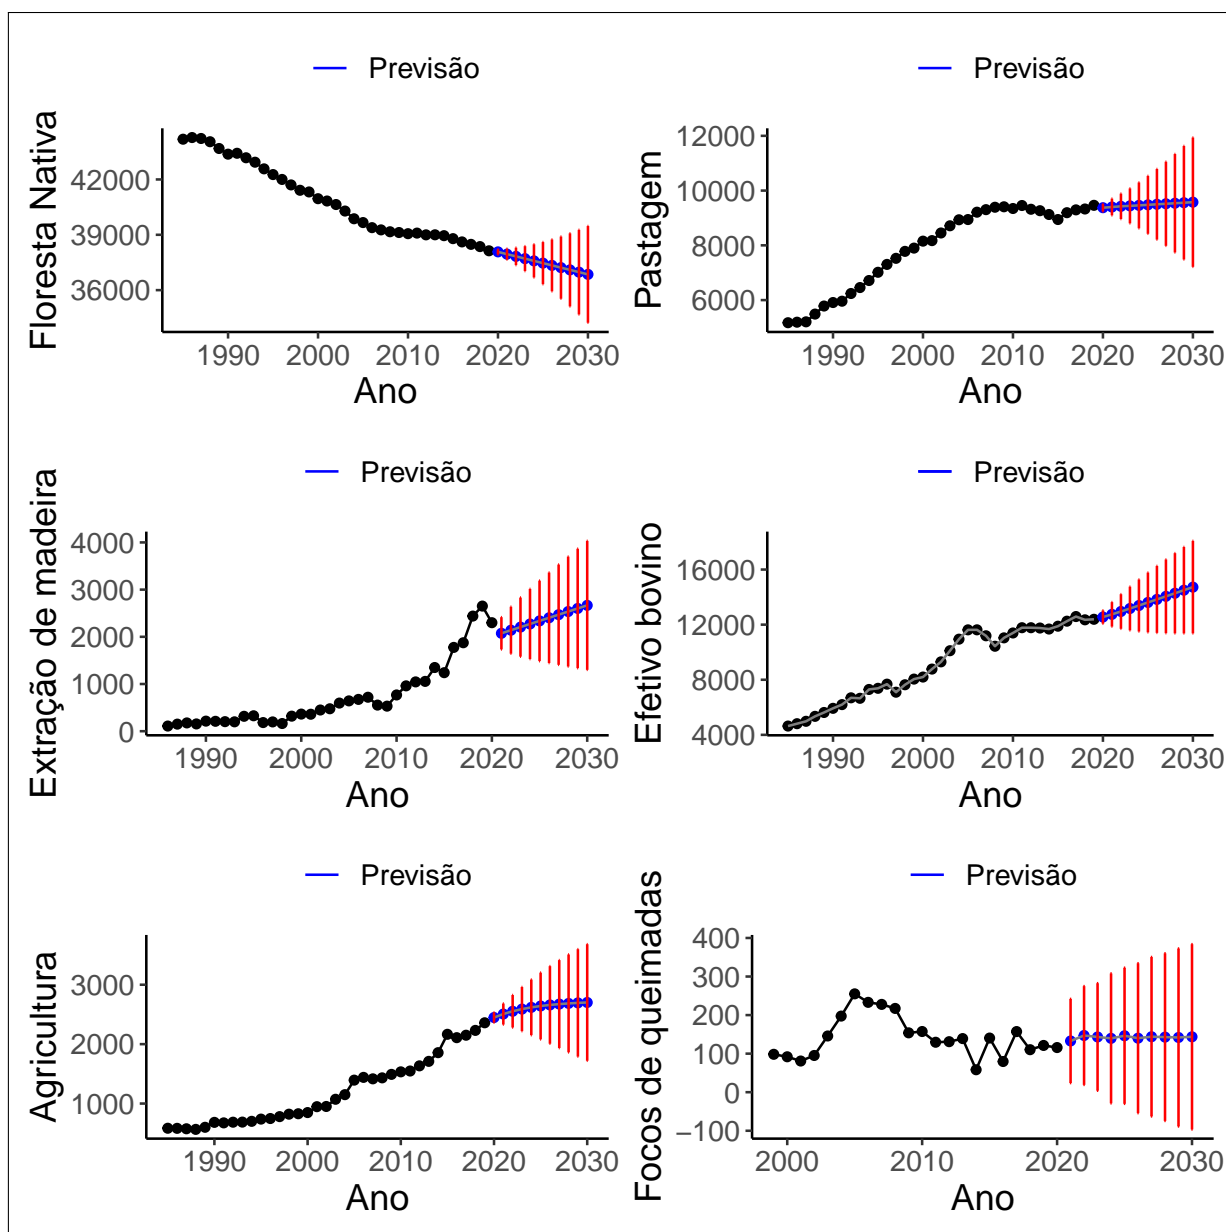 Previsão
Floresta Nativa
42000
39000
36000
1990 2000 2010 2020 2030
Ano
Previsão
Pastagem
12000
10000
8000
6000
1990 2000 2010 2020 2030
Ano
Previsão
Extração de madeira
4000
3000
2000
1000
0
1990 2000 2010 2020 2030
Ano
Previsão
Efetivo bovino
16000
12000
8000
4000
1990 2000 2010 2020 2030
Ano
Previsão
Agricultura
3000
2000
1000
1990 2000 2010 2020 2030
Ano
Previsão
Focos de queimadas
400
300
200
100
0
−100
2000 2010 2020 2030
Ano